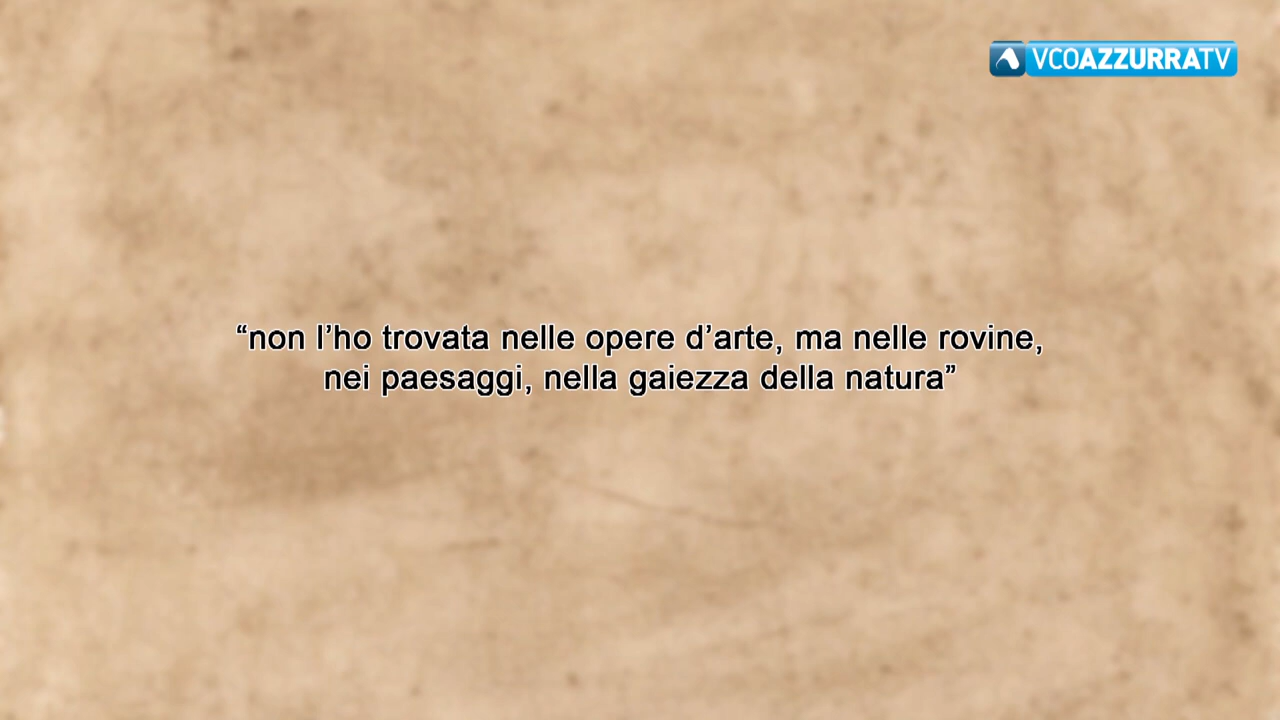 VCOAZZURRATV
“non l’ho trovata nelle opere d’arte, ma nelle rovine,
nei paesaggi, nella gaiezza della natura”